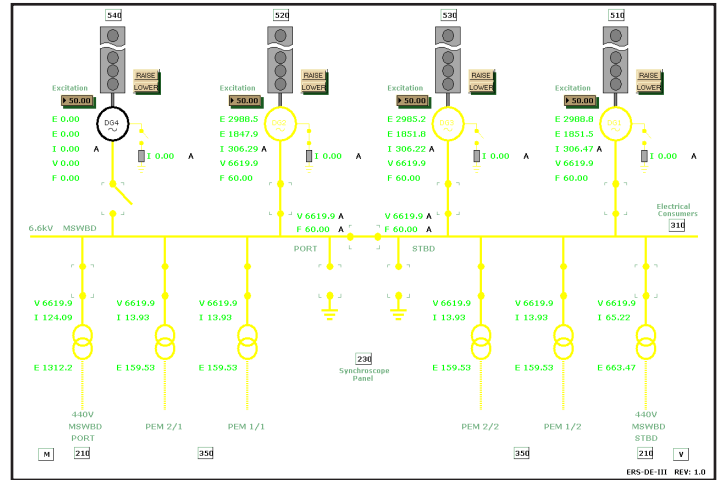 540 520 530 510
RAISE RAISE RAISE RAISE
Excitation LOWER Excitation LOWER Excitation LOWER Excitation LOWER
50.00 50.00 50.00 50.00
E 0.00 DG4 E 2988.5 DG2 E 2985.2 DG3 E 2988.8 DG1
E 0.00 E 1847.9 E 1851.8 E 1851.5
I 0.00 A I 306.29 A I 306.22 A I 306.47 A
I 0.00 A I 0.00 A I 0.00 A I 0.00 A
V 0.00 V 6619.9 V 6619.9 V 6619.9
F 0.00 F 60.00 F 60.00 F 60.00
Electrical
Consumers
V 6619.9 A V 6619.9 A
310
6.6kV MSWBD F 60.00 A F 60.00 A
PORT STBD
V 6619.9 V 6619.9 V 6619.9 V 6619.9 V 6619.9 V 6619.9
I 124.09 I 13.93 I 13.93 I 13.93 I 13.93 I 65.22
230
E 1312.2 E 159.53 E 159.53 E 159.53 E 159.53 E 663.47
Synchroscope
Panel
440V 440V
MSWBD PEM 2/1 PEM 1/1 PEM 2/2 PEM 1/2 MSWBD
PORT STBD
M 210 350 350 210 V
ERS-DE-III REV: 1.0